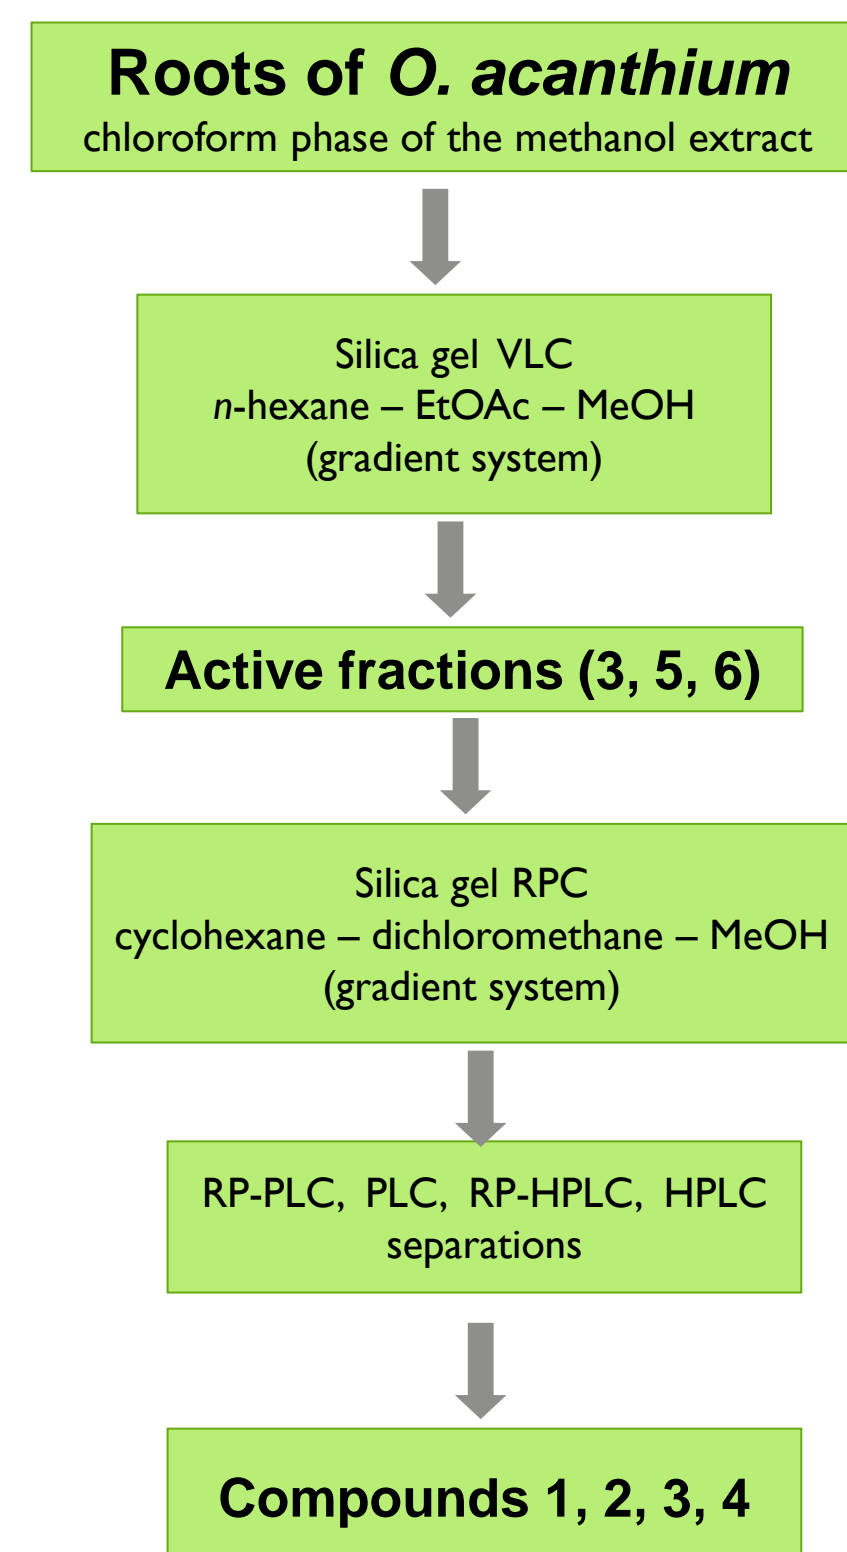 Roots of O. acanthium
chloroform phase of the methanol extract
Silica gel VLC
n-hexane – EtOAc – MeOH
(gradient system)
Active fractions (3, 5, 6)
Silica gel RPC
cyclohexane – dichloromethane – MeOH
(gradient system)
RP-PLC, PLC, RP-HPLC, HPLC
separations
Compounds 1, 2, 3, 4